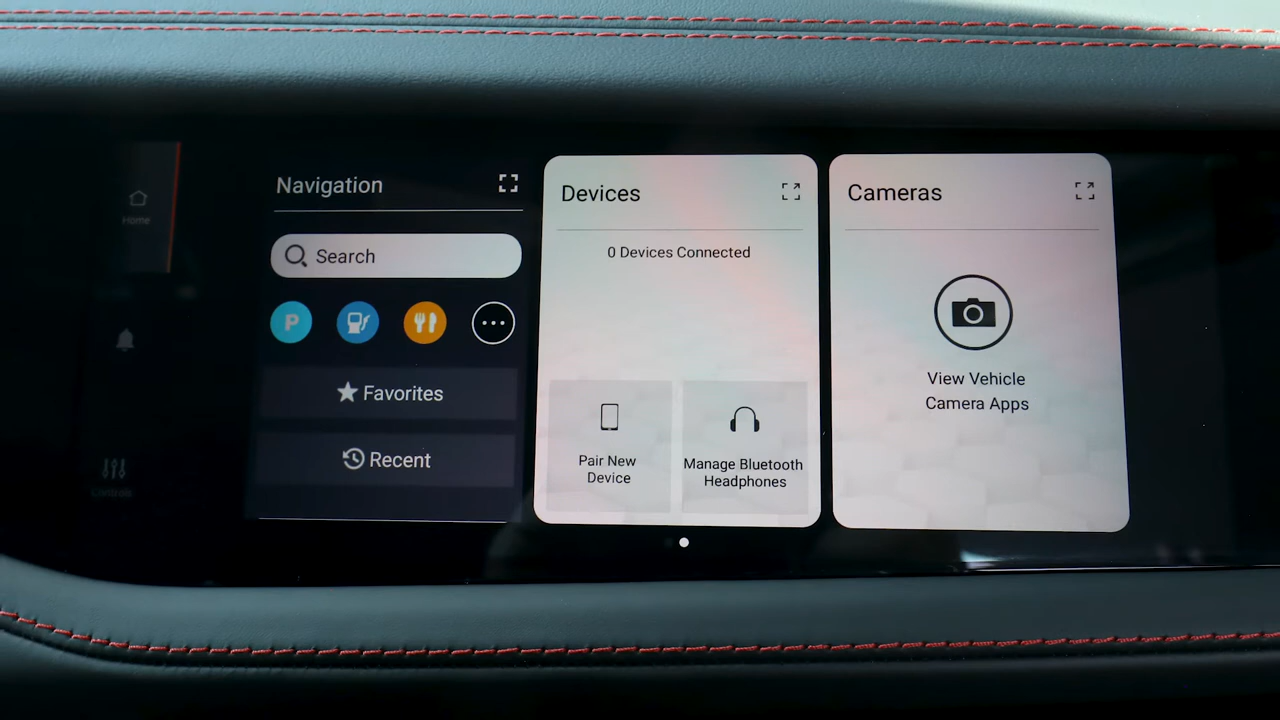 Home
Controls
Navigation
Search
P
Favorites
Recent
Devices
0 Devices Connected
Pair New
Device
Manage Bluetooth
Headphones
Cameras
View Vehicle
Camera Apps